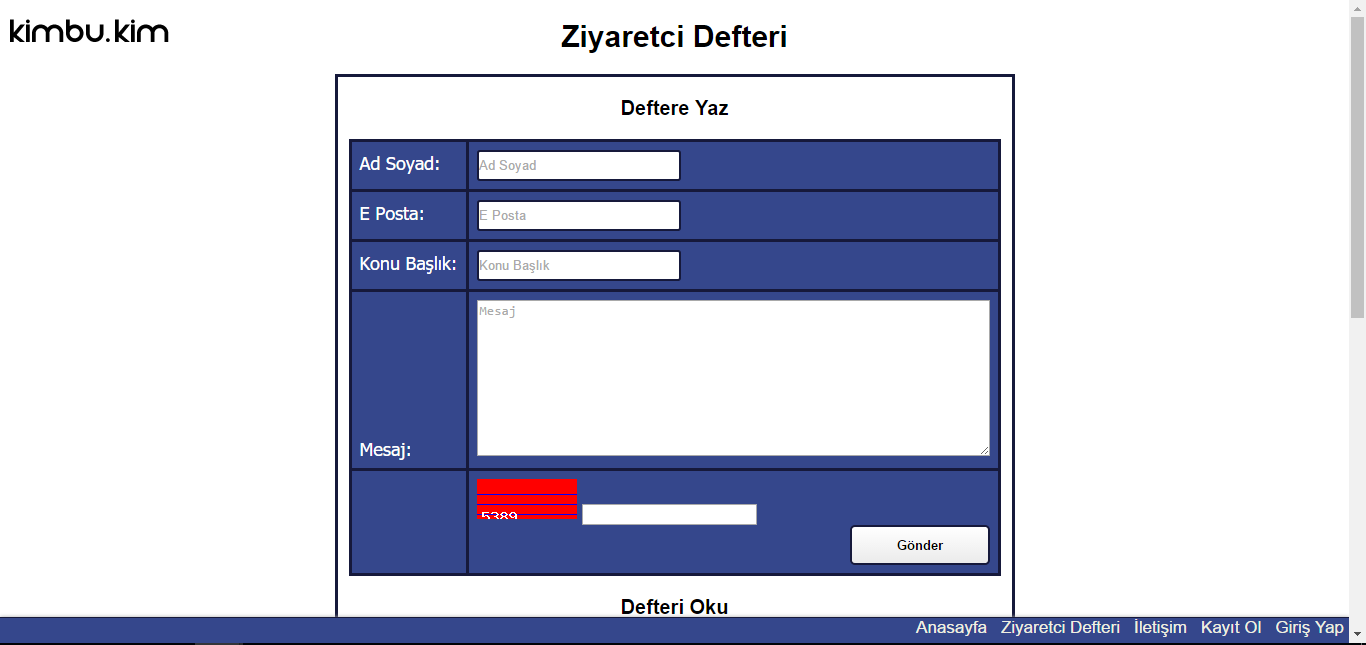 kimbu.kim
Ziyaretci Defteri
Deftere Yaz
Ad Soyad:
Ad Soyad
E Posta:
E Posta
Konu Başlık:
Konu Başlık
Mesaj
Mesaj:
5389
Gönder
Defteri Oku
Anasayfa Ziyaretci Defteri İletişim Kayıt Ol Giriş Yap